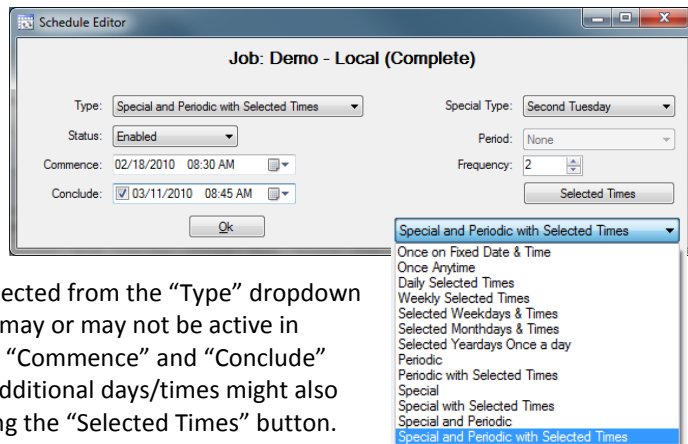 Schedule Editor
Job: Demo - Local (Complete)
Type: Special and Periodic with Selected Times
Special Type: Second Tuesday
Status: Enabled
Period: None
Commence: 02/18/2010 08:30 AM
Frequency: 2
Conclude: 03/11/2010 08:45 AM
Selected Times
Ok
Special and Periodic with Selected Times
Once on Fixed Date & Time
Once Anytime
Daily Selected Times
Weekly Selected Times
Selected Weekdays & Times
Selected Monthdays & Times
Selected Yeardays Once a day
Periodic
Periodic with Selected Times
Special
Special with Selected Times
Special and Periodic
Special and Periodic with Selected Times
lected from the “Type” dropdown
may or may not be active in
“Commence” and “Conclude”
dditional days/times might also
ng the “Selected Times” button.